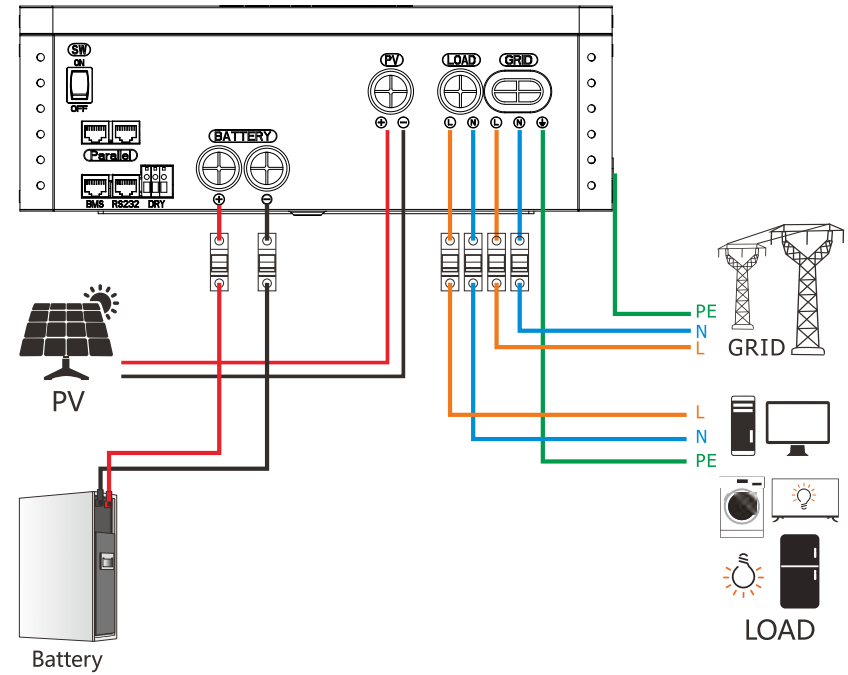 SW
ON
OFF
PV
LOAD
GRID
+ −
L N L N
BATTERY
Parallel
+ −
BMS RS232 DRY
PE
N
L
GRID
PV
L
N
PE
LOAD
Battery